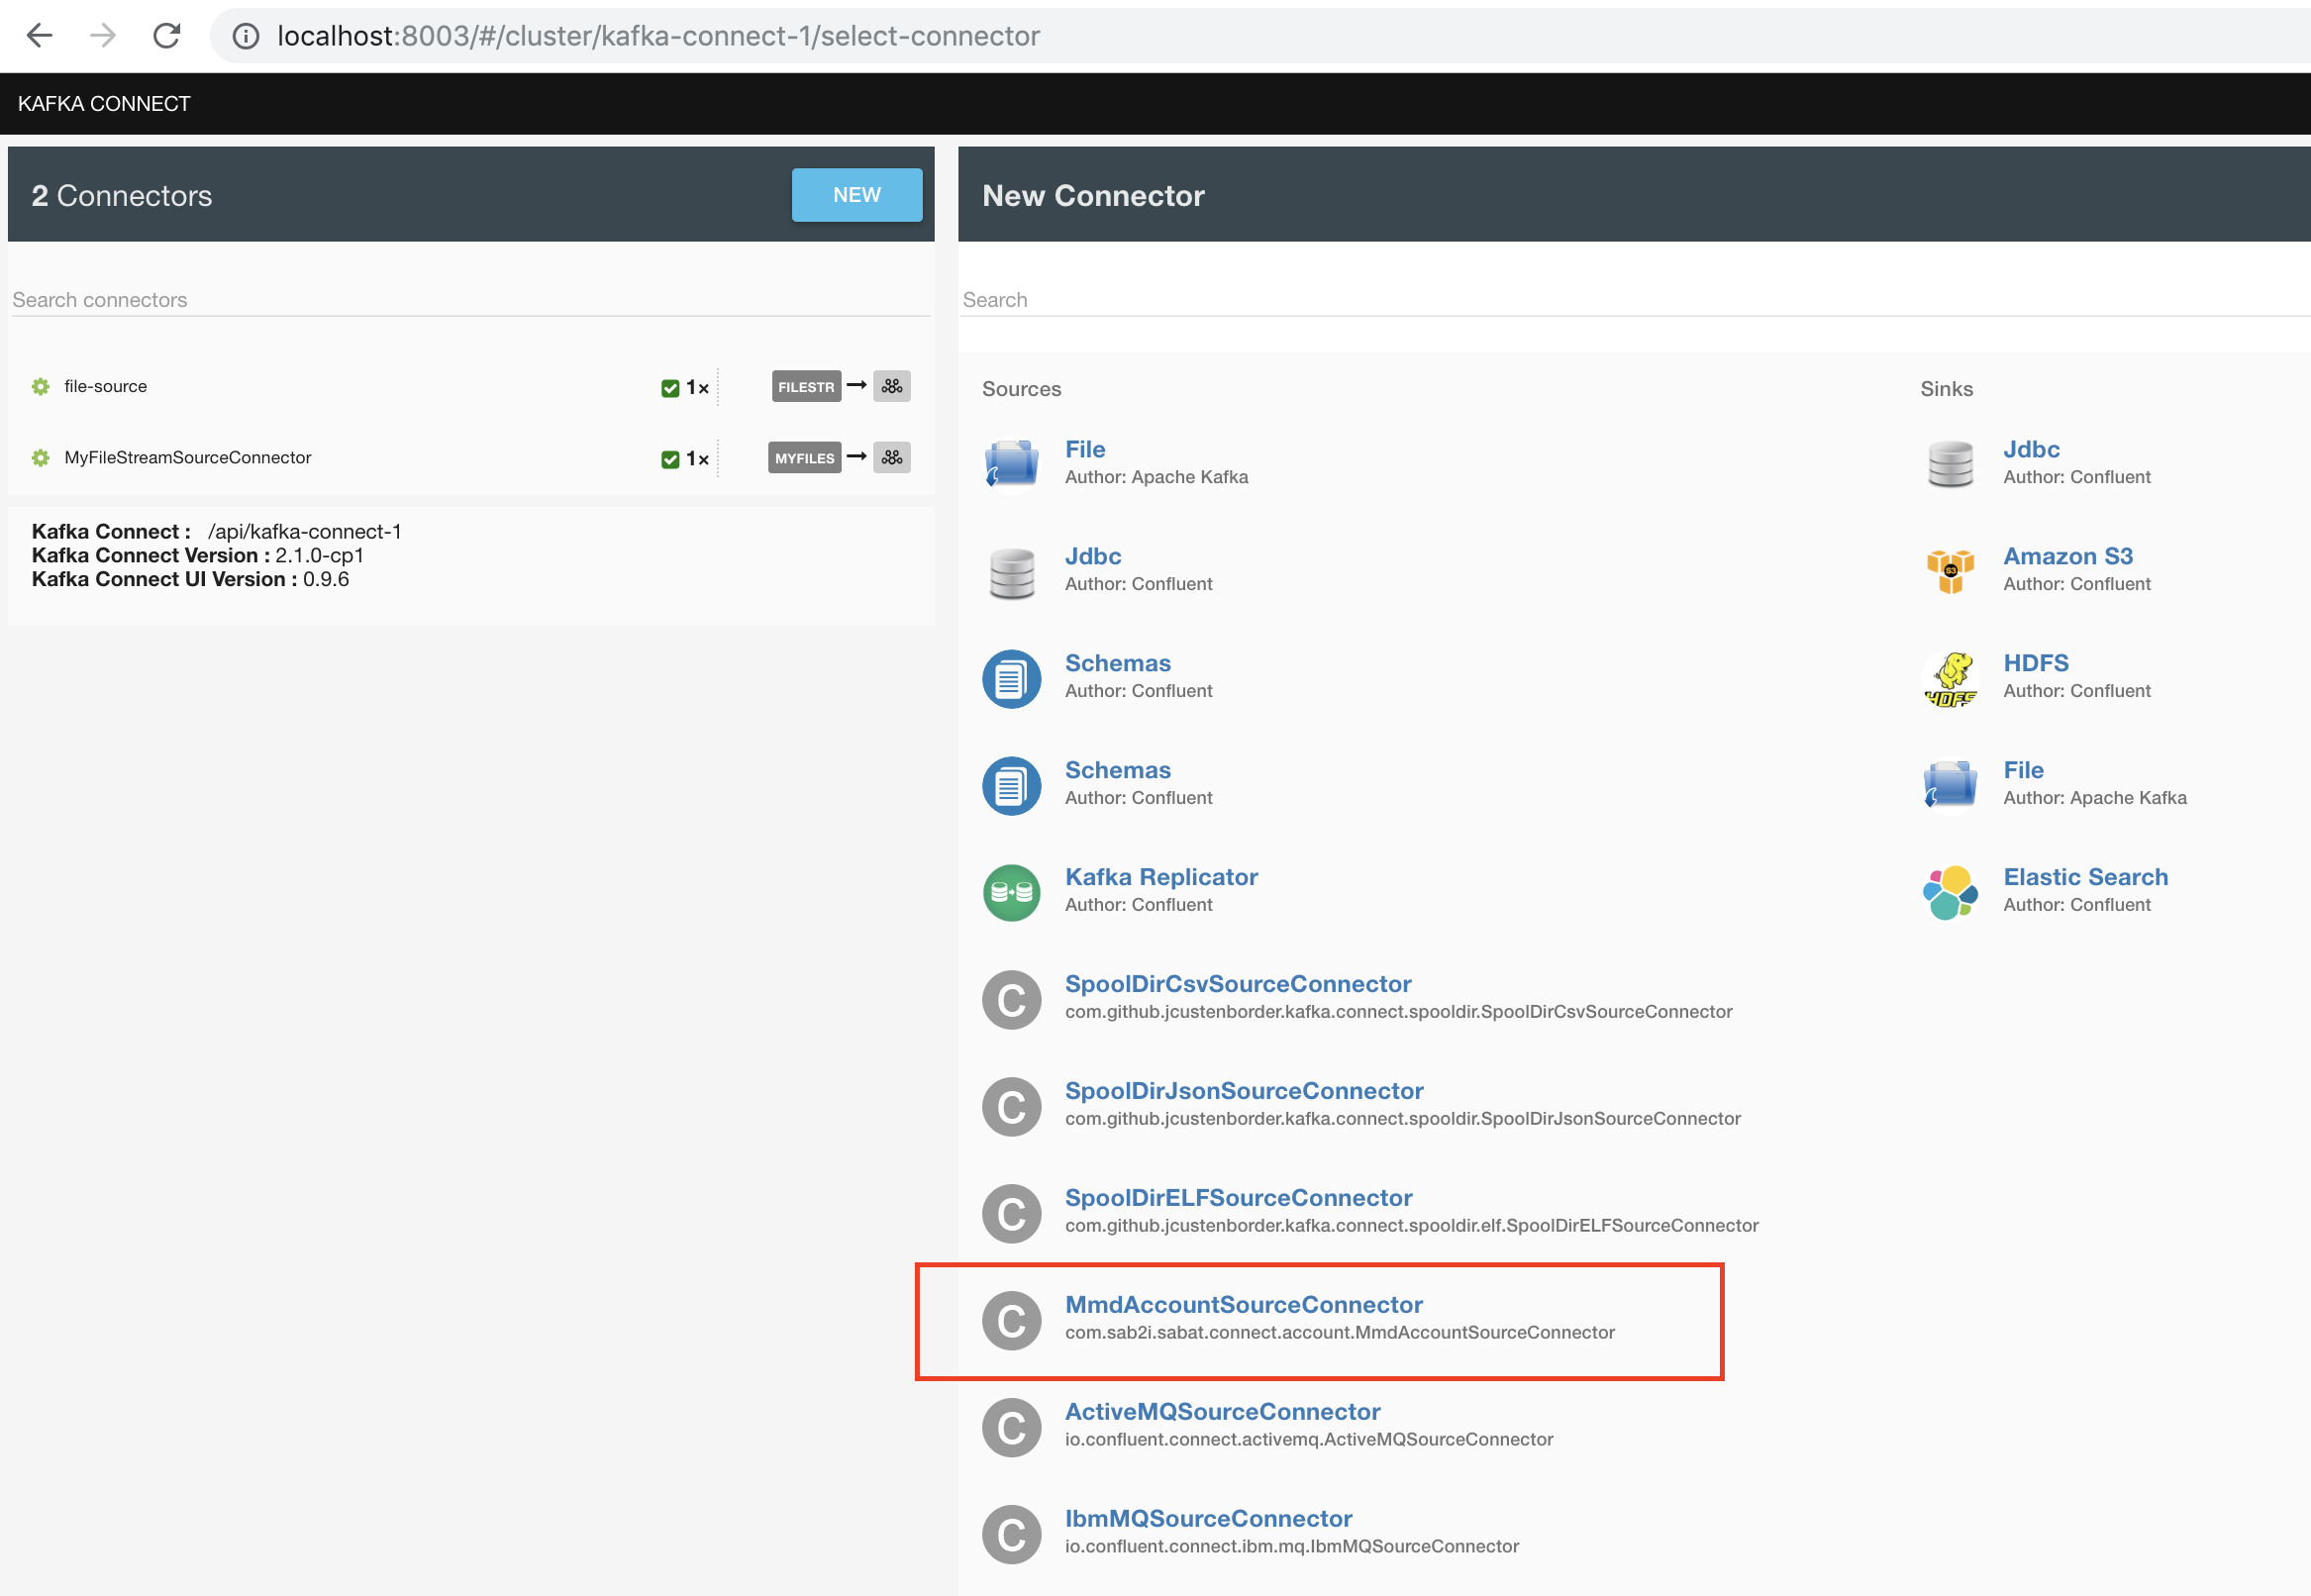 localhost:8003/#/cluster/kafka-connect-1/select-connector
KAFKA CONNECT
2 Connectors
NEW
Search connectors
file-source
1×
FILESTR
MyFileStreamSourceConnector
1×
MYFILES
Kafka Connect : /api/kafka-connect-1
Kafka Connect Version : 2.1.0-cp1
Kafka Connect UI Version : 0.9.6
New Connector
Search
Sources
File
Author: Apache Kafka
Jdbc
Author: Confluent
Schemas
Author: Confluent
Schemas
Author: Confluent
Kafka Replicator
Author: Confluent
C
SpoolDirCsvSourceConnector
com.github.jcustenborder.kafka.connect.spooldir.SpoolDirCsvSourceConnector
C
SpoolDirJsonSourceConnector
com.github.jcustenborder.kafka.connect.spooldir.SpoolDirJsonSourceConnector
C
SpoolDirELFSourceConnector
com.github.jcustenborder.kafka.connect.spooldir.elf.SpoolDirELFSourceConnector
C
MmdAccountSourceConnector
com.sab2i.sabat.connect.account.MmdAccountSourceConnector
C
ActiveMQSourceConnector
io.confluent.connect.activemq.ActiveMQSourceConnector
C
IbmMQSourceConnector
io.confluent.connect.ibm.mq.IbmMQSourceConnector
Sinks
Jdbc
Author: Confluent
S3
Amazon S3
Author: Confluent
HDFS
HDFS
Author: Confluent
File
Author: Apache Kafka
Elastic Search
Author: Confluent